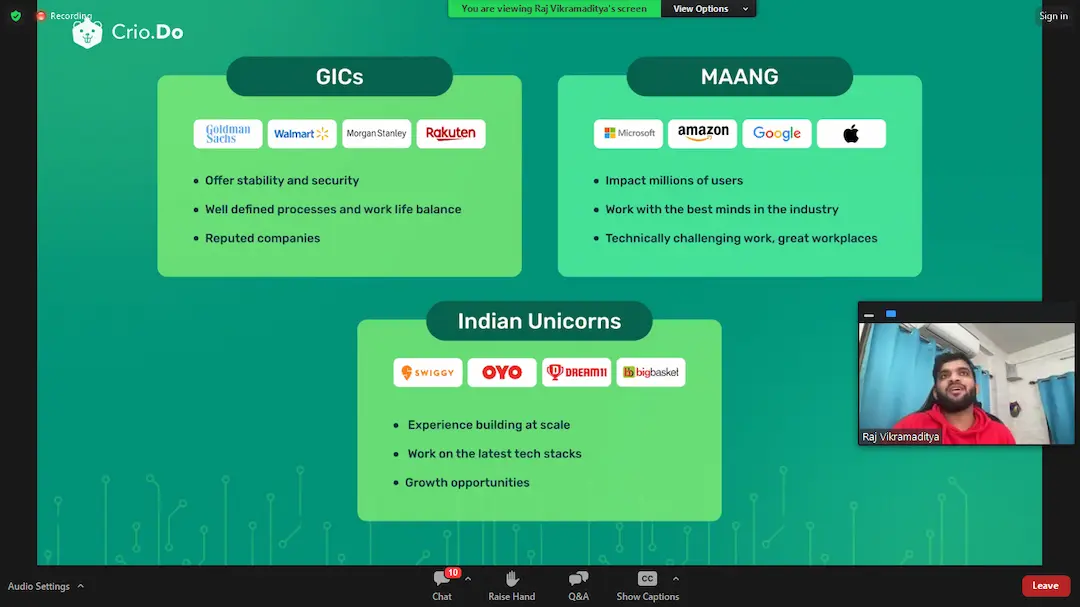 You are viewing Raj Vikramaditya's screen
View Options
Recording
Sign in
Crio.Do
GICs
Goldman
Sachs
Walmart
Morgan Stanley
Rakuten
Offer stability and security
Well defined processes and work life balance
Reputed companies
MAANG
Microsoft
amazon
Google
Impact millions of users
Work with the best minds in the industry
Technically challenging work, great workplaces
Indian Unicorns
SWIGGY
OYO
DREAM11
bigbasket
Experience building at scale
Work on the latest tech stacks
Growth opportunities
Raj Vikramaditya
Audio Settings
10
Chat
Raise Hand
Q&A
CC
Show Captions
Leave